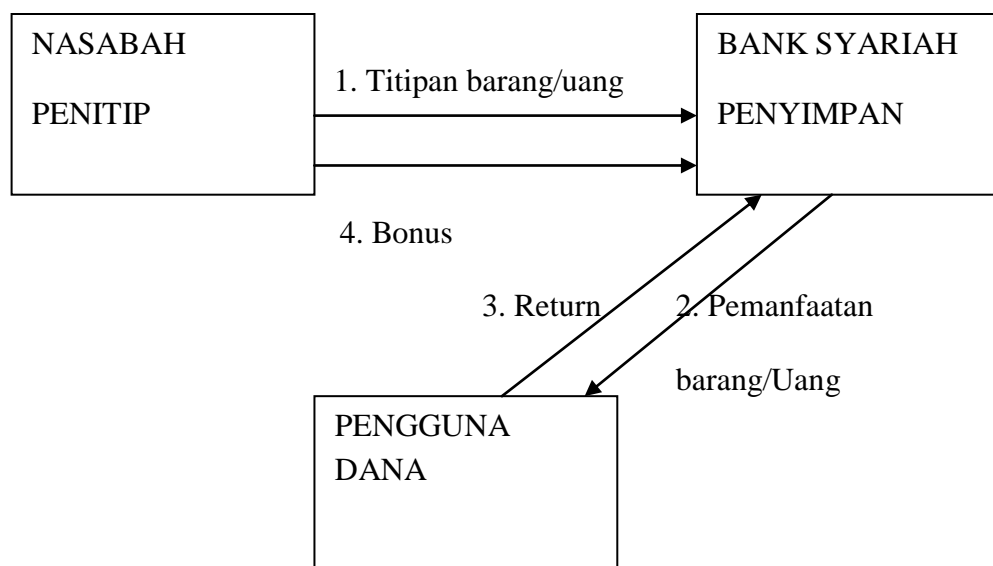 NASABAH
PENITIP
1. Titipan barang/uang
BANK SYARIAH
PENYIMPAN
4. Bonus
3. Return
2. Pemanfaatan
barang/Uang
PENGGUNA
DANA